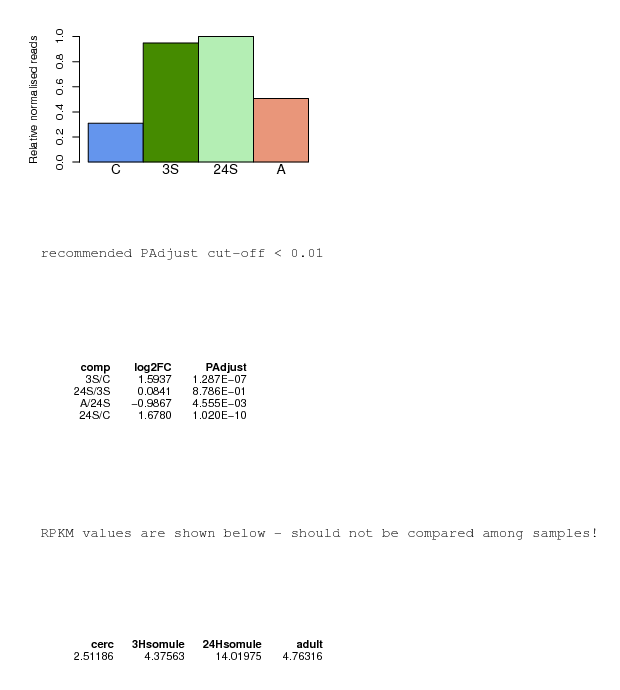 Relative normalised reads
1.0
0.8
0.6
0.4
0.2
0.0
C 3S 24S A
recommended PAdjust cut-off < 0.01
comp log2FC PAdjust
3S/C 1.5937 1.287E-07
24S/3S 0.0841 8.786E-01
A/24S -0.9867 4.555E-03
24S/C 1.6780 1.020E-10
RPKM values are shown below - should not be compared among samples!
cerc 3Hsomule 24Hsomule adult
2.51186 4.37563 14.01975 4.76316